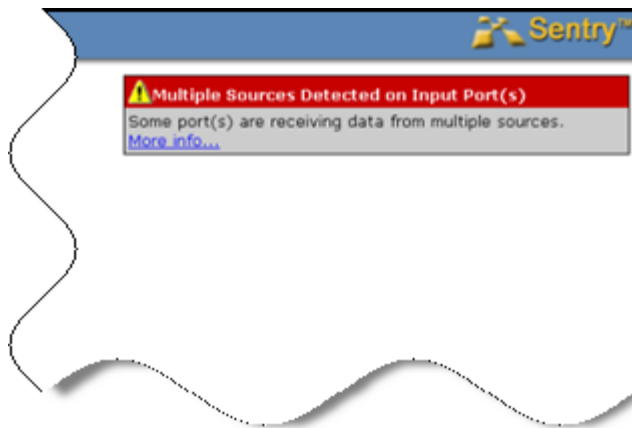 Sentry™
Multiple Sources Detected on Input Port(s)
Some port(s) are receiving data from multiple sources.
More info...